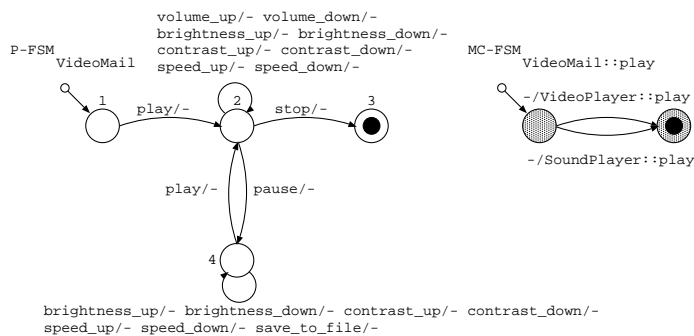 volume_up/- volume_down/-
brightness_up/- brightness_down/-
contrast_up/- contrast_down/-
speed_up/- speed_down/-
P-FSM
VideoMail
MC-FSM
VideoMail::play
1
play/-
2
stop/-
3
-/VideoPlayer::play
-/SoundPlayer::play
play/-
pause/-
4
brightness_up/- brightness_down/- contrast_up/- contrast_down/-
speed_up/- speed_down/- save_to_file/-